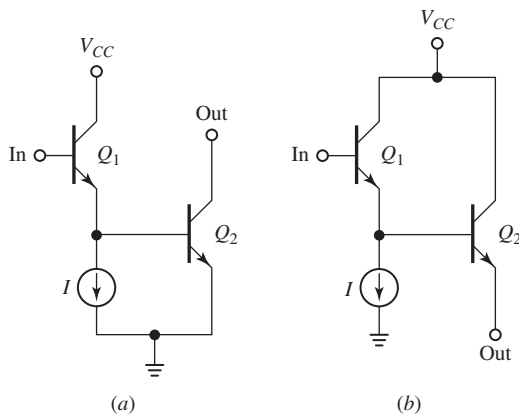 V_CC
Out
In
Q_1
Q_2
I
(a)
V_CC
In
Q_1
Q_2
I
Out
(b)